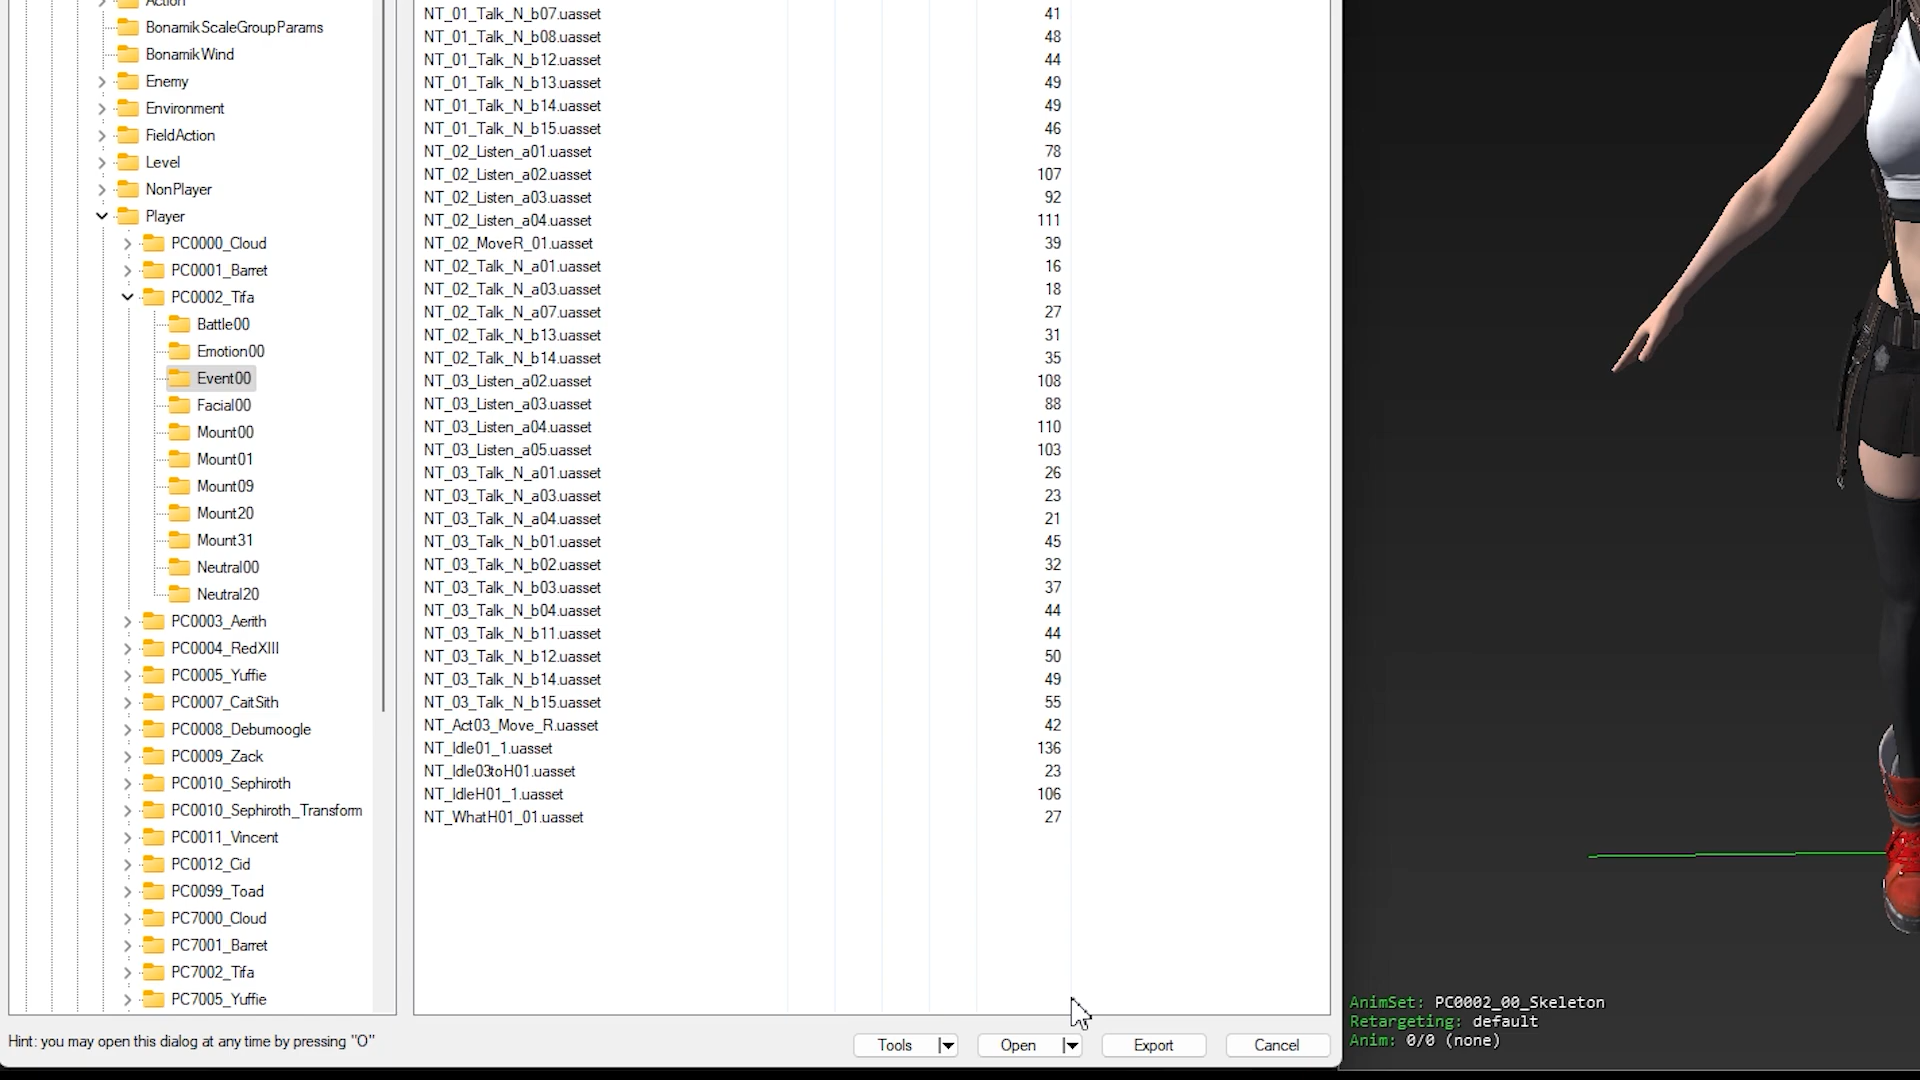 Action
BonamikScaleGroupParams
BonamikWind
Enemy
Environment
FieldAction
Level
NonPlayer
Player
PC0000_Cloud
PC0001_Barret
PC0002_Tifa
Battle00
Emotion00
Event00
Facial00
Mount00
Mount01
Mount09
Mount20
Mount31
Neutral00
Neutral20
PC0003_Aerith
PC0004_RedXIII
PC0005_Yuffie
PC0007_CaitSith
PC0008_Debumoogle
PC0009_Zack
PC0010_Sephiroth
PC0010_Sephiroth_Transform
PC0011_Vincent
PC0012_Cid
PC0099_Toad
PC7000_Cloud
PC7001_Barret
PC7002_Tifa
PC7005_Yuffie
NT_01_Talk_N_b07.uasset 41
NT_01_Talk_N_b08.uasset 48
NT_01_Talk_N_b12.uasset 44
NT_01_Talk_N_b13.uasset 49
NT_01_Talk_N_b14.uasset 49
NT_01_Talk_N_b15.uasset 46
NT_02_Listen_a01.uasset 78
NT_02_Listen_a02.uasset 107
NT_02_Listen_a03.uasset 92
NT_02_Listen_a04.uasset 111
NT_02_MoveR_01.uasset 39
NT_02_Talk_N_a01.uasset 16
NT_02_Talk_N_a03.uasset 18
NT_02_Talk_N_a07.uasset 27
NT_02_Talk_N_b13.uasset 31
NT_02_Talk_N_b14.uasset 35
NT_03_Listen_a02.uasset 108
NT_03_Listen_a03.uasset 88
NT_03_Listen_a04.uasset 110
NT_03_Listen_a05.uasset 103
NT_03_Talk_N_a01.uasset 26
NT_03_Talk_N_a03.uasset 23
NT_03_Talk_N_a04.uasset 21
NT_03_Talk_N_b01.uasset 45
NT_03_Talk_N_b02.uasset 32
NT_03_Talk_N_b03.uasset 37
NT_03_Talk_N_b04.uasset 44
NT_03_Talk_N_b11.uasset 44
NT_03_Talk_N_b12.uasset 50
NT_03_Talk_N_b14.uasset 49
NT_03_Talk_N_b15.uasset 55
NT_Act03_Move_R.uasset 42
NT_Idle01_1.uasset 136
NT_Idle03toH01.uasset 23
NT_IdleH01_1.uasset 106
NT_WhatH01_01.uasset 27
Hint: you may open this dialog at any time by pressing "O"
Tools Open Export Cancel
AnimSet: PC0002_00_Skeleton
Retargeting: default
Anim: 0/0 (none)